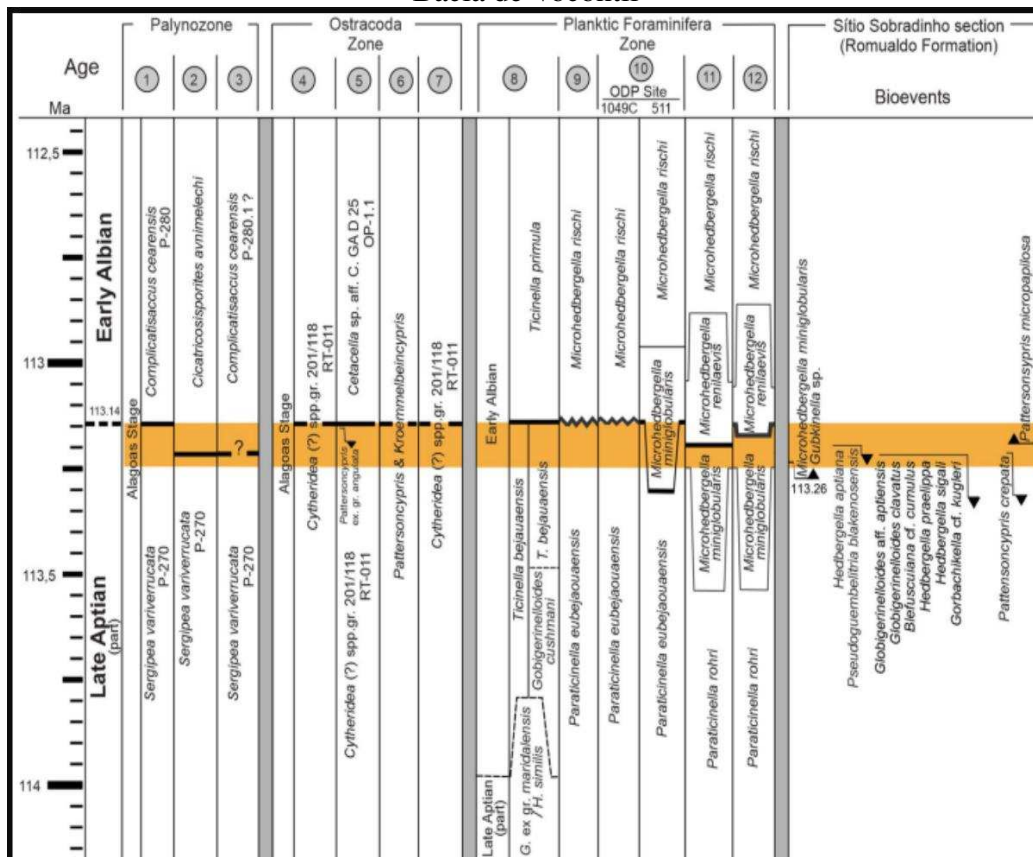 Bacia de Vocontii
Palynozone
Ostracoda
Zone
Planktic Foraminifera
Zone
Sítio Sobradinho section
(Romualdo Formation)
Age
1
2
3
4
5
6
7
8
9
10
11
12
ODP Site
1049C 511
Bioevents
Ma
112,5
113
113.14
113,5
114
Early Albian
Late Aptian
(part)
Alagoas Stage
Complicatisaccus cearensis
P-280
Sergipea variverrucata
P-270
Cicatricosisporites avnimelechi
Sergipea variverrucata
P-270
Complicatisaccus cearensis
P-280.1 ?
?
Sergipea variverrucata
P-270
Alagoas Stage
Cytheridea (?) spp.gr. 201/118
RT-011
Cetacella sp. aff. C. GA D 25
OP-1.1
Pattersoncypris
ex. gr. angulata
Cytheridea (?) spp.gr. 201/118
RT-011
Pattersoncypris & Kroemmelbeincypris
Cytheridea (?) spp.gr. 201/118
RT-011
Early Albian
Late Aptian
(part)
Ticinella primula
Ticinella bejauaensis
T. bejauaensis
Gobigerinelloides
cushmani
G. ex gr. maridalensis
/H. similis
Microhedbergella rischi
Paraticinella eubejaouaensis
Microhedbergella rischi
Paraticinella eubejaouaensis
Microhedbergella rischi
Microhedbergella
miniglobularis
Paraticinella eubejaouaensis
Microhedbergella rischi
Microhedbergella
renilaevis
Microhedbergella
miniglobularis
Paraticinella rohri
Microhedbergella rischi
Microhedbergella
renilaevis
Microhedbergella
miniglobularis
Paraticinella rohri
Microhedbergella miniglobularis
Gubkinella sp.
113.26
Hedbergella aptiana
Pseudoguembelitria blakenosensis
Globigerinelloides aff. aptiensis
Globigerinelloides clavatus
Blefuscuiana cf. cumulus
Hedbergella praelippa
Hedbergella sigali
Gorbachikella cf. kugleri
Pattensoncypris crepata
Pattersonsypris micropapliosa